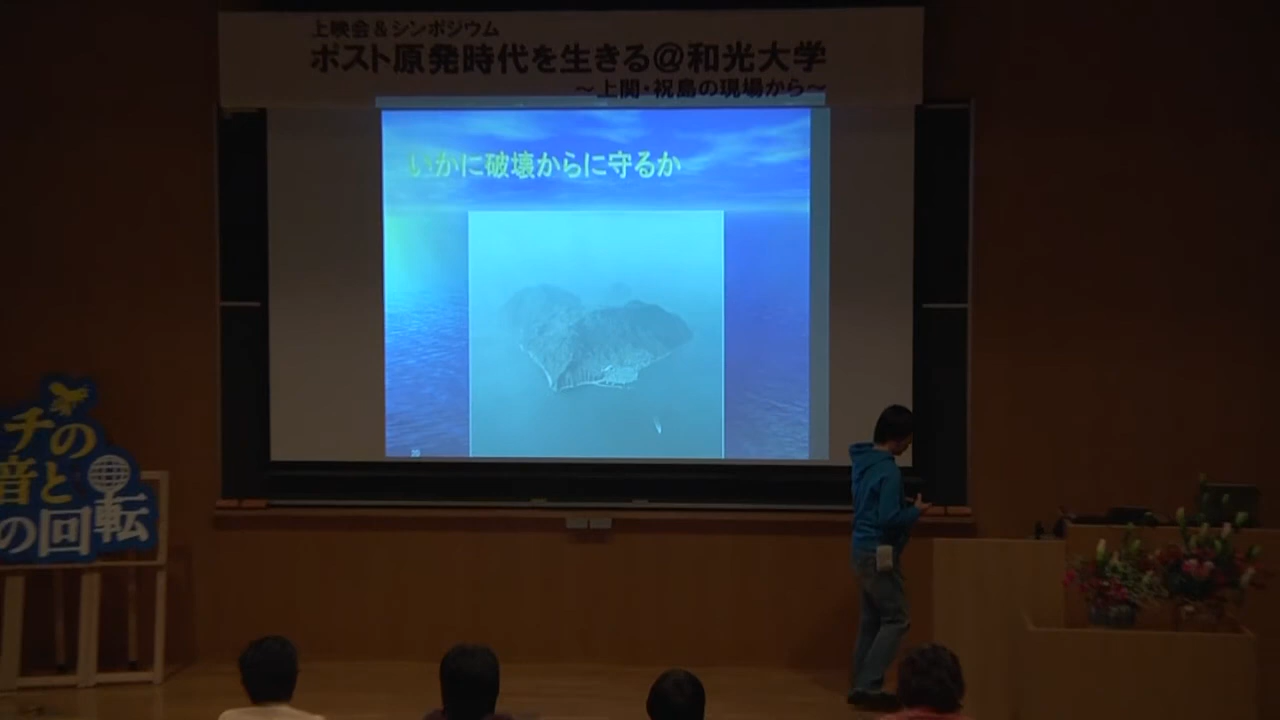 上映会&シンポジウム
ポスト原発時代を生きる@和光大学
～上関・祝島の現場から～
いかに破壊からに守るか
20
チの
音と
の回転